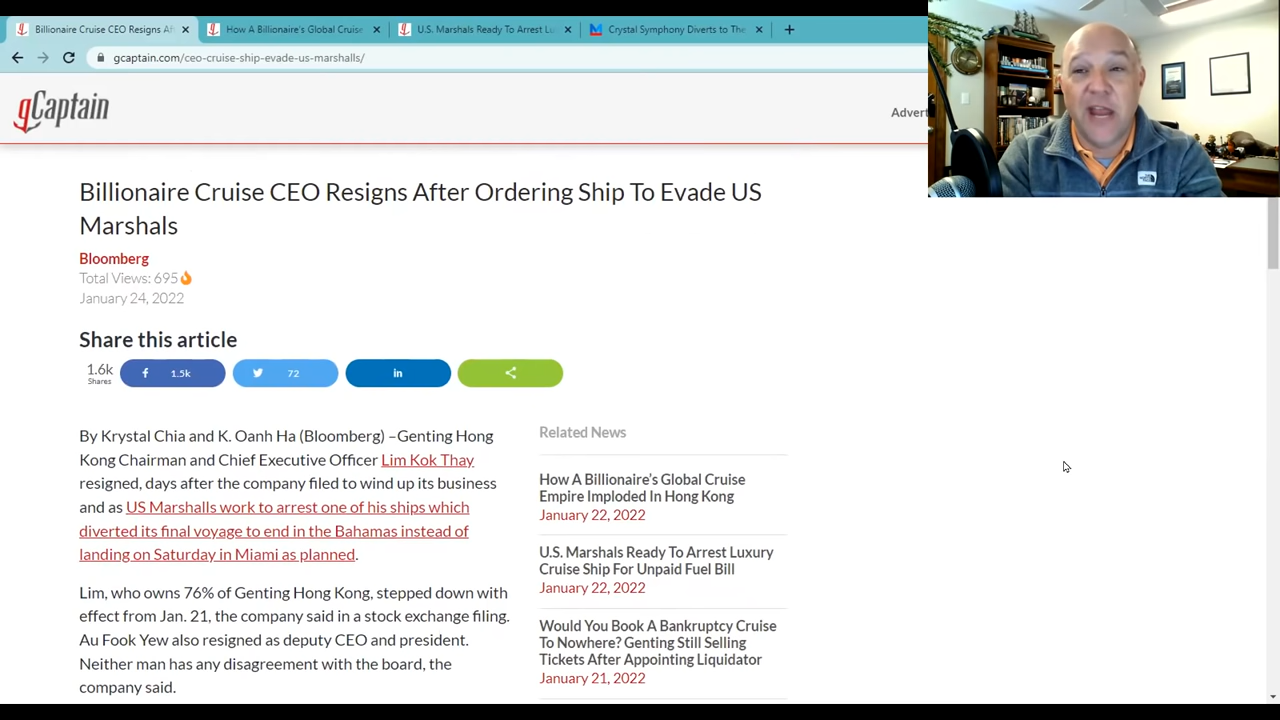 Billionaire Cruise CEO Resigns Af
How A Billionaire's Global Cruise
U.S. Marshals Ready To Arrest Lu
Crystal Symphony Diverts to The
gcaptain.com/ceo-cruise-ship-evade-us-marshalls/
gCaptain
Advert
Billionaire Cruise CEO Resigns After Ordering Ship To Evade US
Marshals
Bloomberg
Total Views: 695
January 24, 2022
Share this article
1.6k
Shares
1.5k
72
in
By Krystal Chia and K. Oanh Ha (Bloomberg) –Genting Hong
Kong Chairman and Chief Executive Officer Lim Kok Thay
resigned, days after the company filed to wind up its business
and as US Marshalls work to arrest one of his ships which
diverted its final voyage to end in the Bahamas instead of
landing on Saturday in Miami as planned.
Lim, who owns 76% of Genting Hong Kong, stepped down with
effect from Jan. 21, the company said in a stock exchange filing.
Au Fook Yew also resigned as deputy CEO and president.
Neither man has any disagreement with the board, the
company said.
Related News
How A Billionaire's Global Cruise
Empire Imploded In Hong Kong
January 22, 2022
U.S. Marshals Ready To Arrest Luxury
Cruise Ship For Unpaid Fuel Bill
January 22, 2022
Would You Book A Bankruptcy Cruise
To Nowhere? Genting Still Selling
Tickets After Appointing Liquidator
January 21, 2022